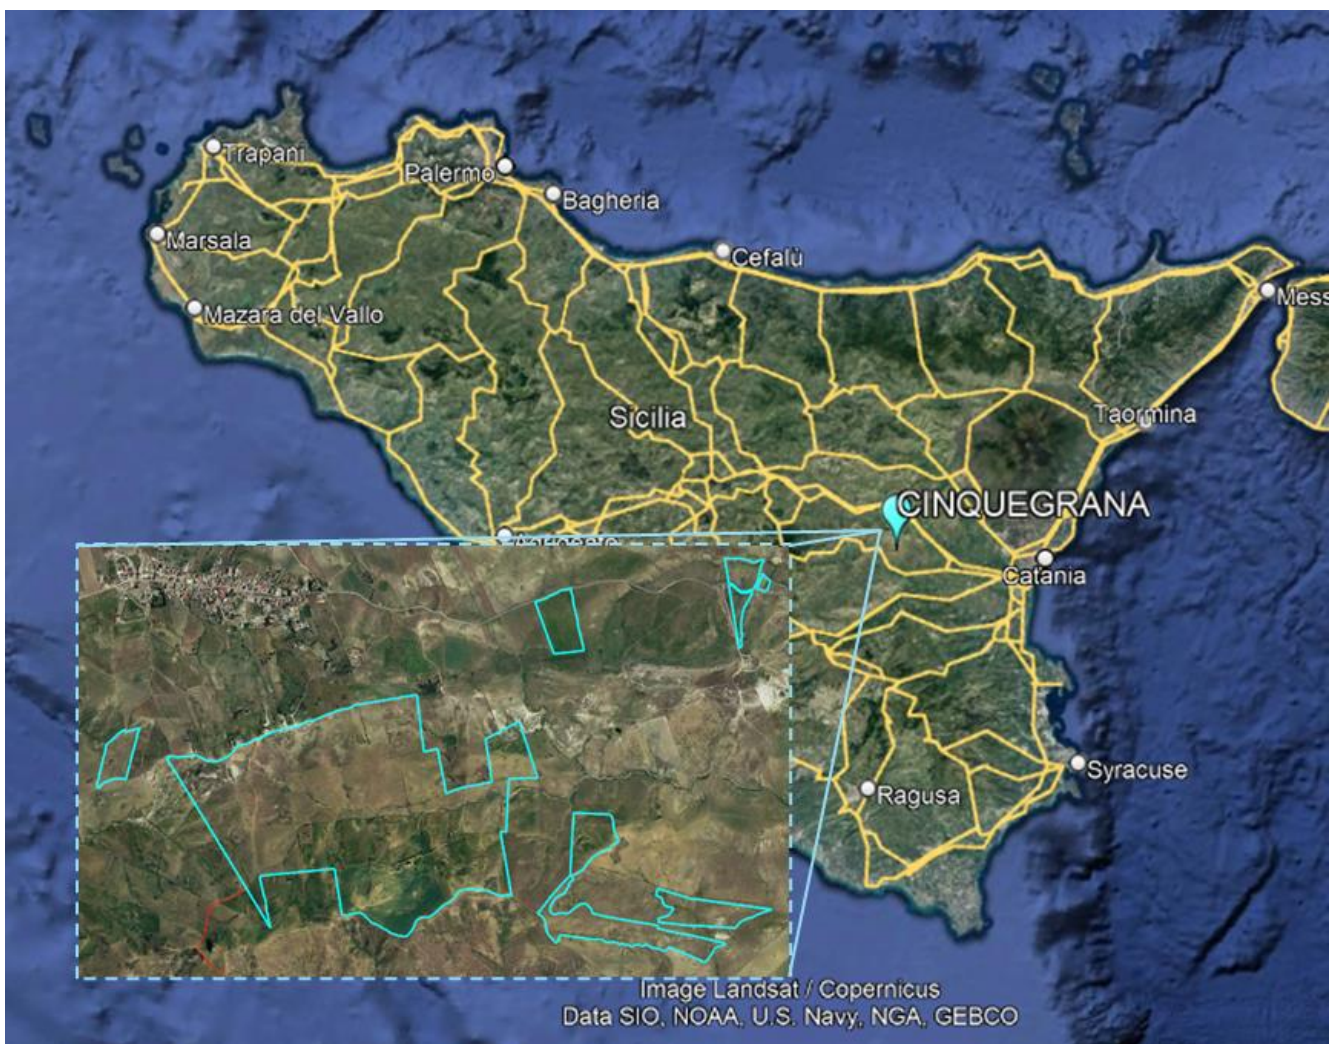 Trapani
Palermo
Bagheria
Marsala
Cefalù
Mess
Mazara del Vallo
Sicilia
Taormina
CINQUEGRANA
Catania
Syracuse
Ragusa
Image Landsat / Copernicus
Data SIO, NOAA, U.S. Navy, NGA, GEBCO